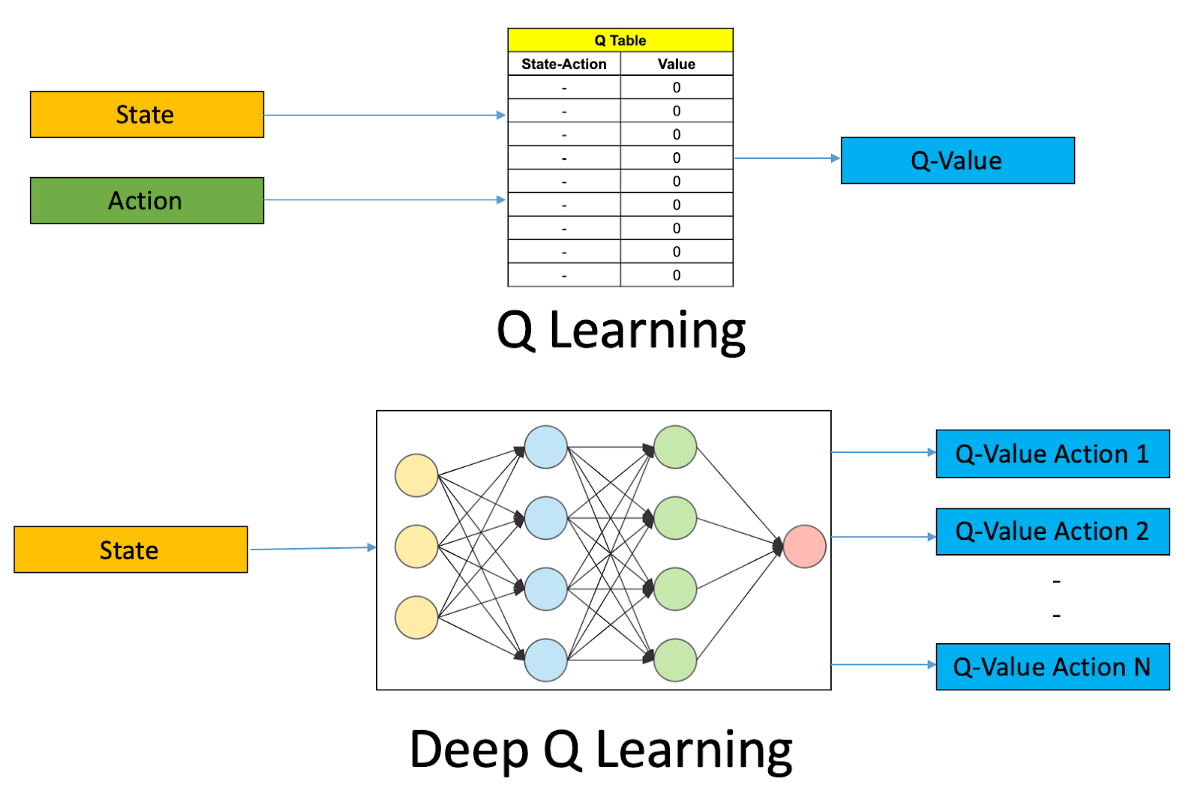 Q Table
State-Action Value
- 0
- 0
- 0
- 0
- 0
- 0
- 0
- 0
- 0
State
Action
Q-Value
Q Learning
State
Q-Value Action 1
Q-Value Action 2
-
-
Q-Value Action N
Deep Q Learning